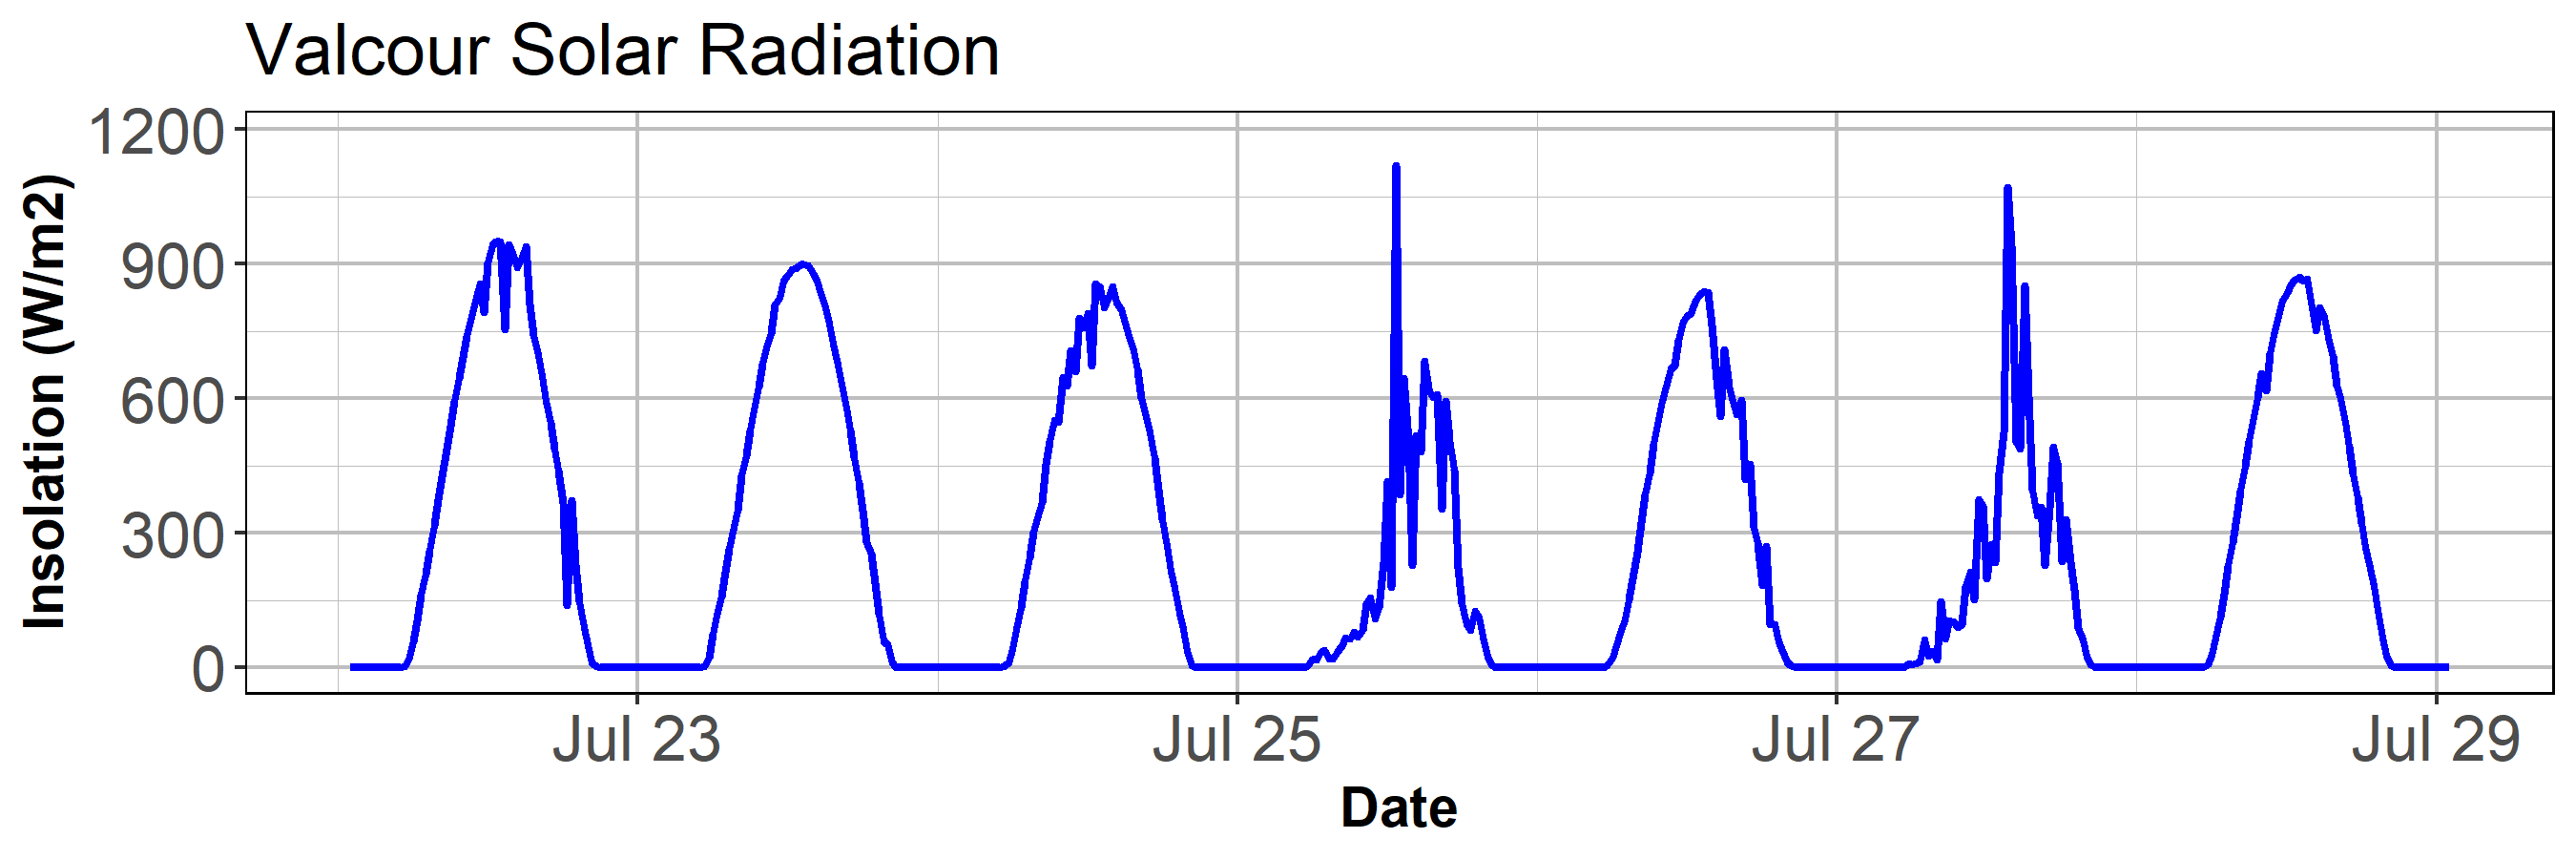 Valcour Solar Radiation
1200
900
600
300
0
Insolation (W/m2)
Jul 23
Jul 25
Jul 27
Jul 29
Date